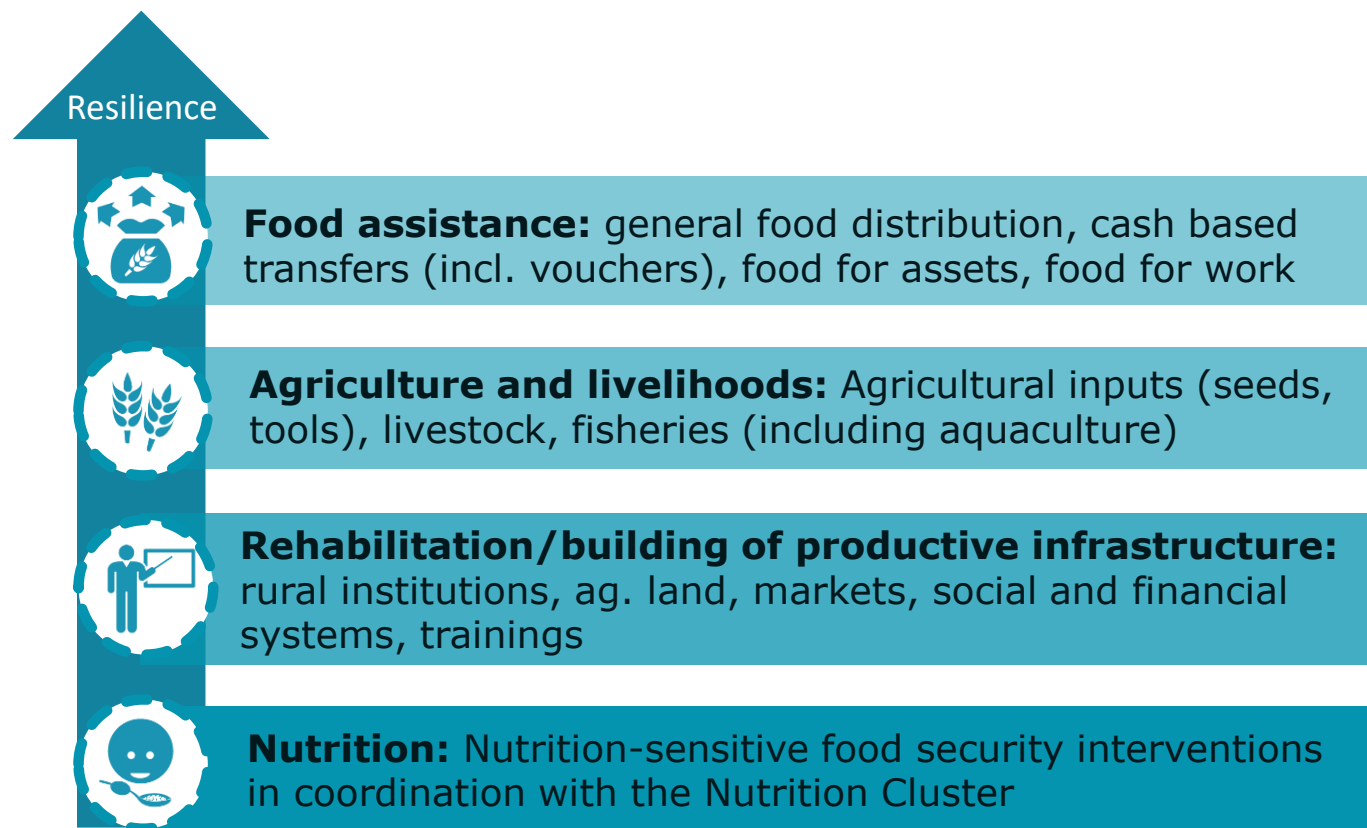 Resilience
Food assistance: general food distribution, cash based
transfers (incl. vouchers), food for assets, food for work
Agriculture and livelihoods: Agricultural inputs (seeds,
tools), livestock, fisheries (including aquaculture)
Rehabilitation/building of productive infrastructure:
rural institutions, ag. land, markets, social and financial
systems, trainings
Nutrition: Nutrition-sensitive food security interventions
in coordination with the Nutrition Cluster